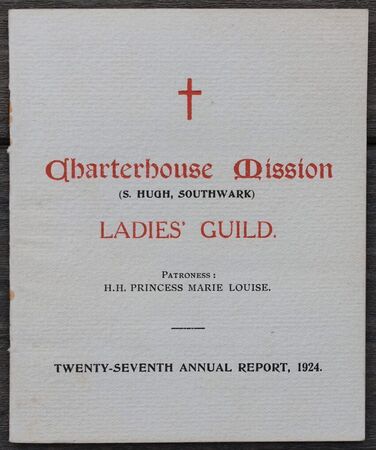 Charterhouse Mission
(S. HUGH, SOUTHWARK)
LADIES' GUILD.
PATRONESS :
H.H. PRINCESS MARIE LOUISE.
TWENTY-SEVENTH ANNUAL REPORT, 1924.